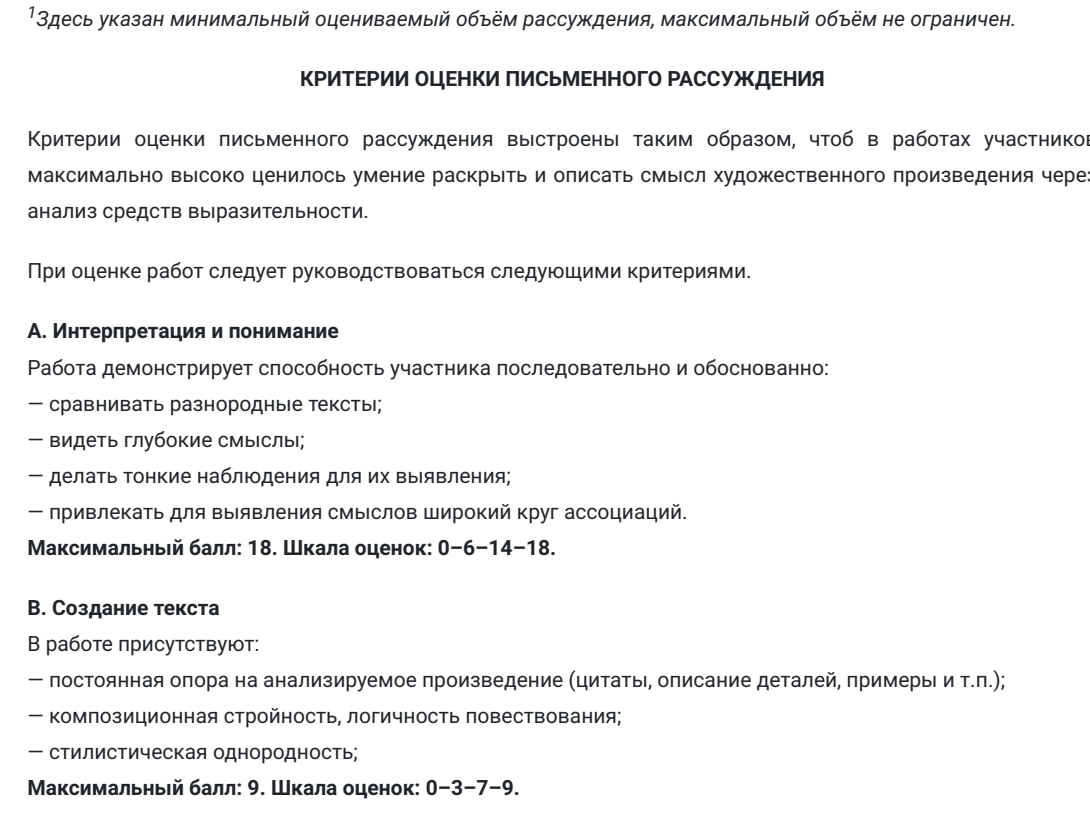 ¹Здесь указан минимальный оцениваемый объём рассуждения, максимальный объём не ограничен.
КРИТЕРИИ ОЦЕНКИ ПИСЬМЕННОГО РАССУЖДЕНИЯ
Критерии оценки письменного рассуждения выстроены таким образом, чтоб в работах участников
максимально высоко ценилось умение раскрыть и описать смысл художественного произведения через
анализ средств выразительности.
При оценке работ следует руководствоваться следующими критериями.
A. Интерпретация и понимание
Работа демонстрирует способность участника последовательно и обоснованно:
— сравнивать разнородные тексты;
— видеть глубокие смыслы;
— делать тонкие наблюдения для их выявления;
— привлекать для выявления смыслов широкий круг ассоциаций.
Максимальный балл: 18. Шкала оценок: 0–6–14–18.
B. Создание текста
В работе присутствуют:
— постоянная опора на анализируемое произведение (цитаты, описание деталей, примеры и т.п.);
— композиционная стройность, логичность повествования;
— стилистическая однородность;
Максимальный балл: 9. Шкала оценок: 0–3–7–9.